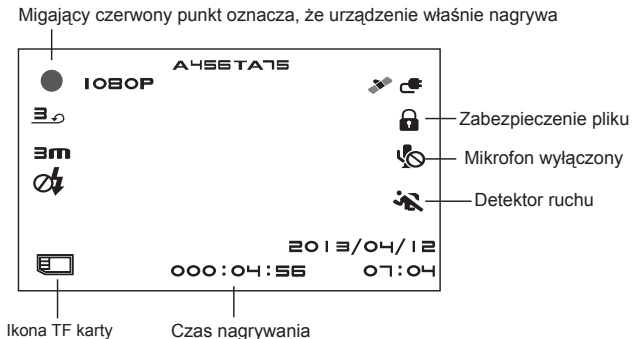 Migający czerwony punkt oznacza, że urządzenie właśnie nagrywa
A456TA75
1080P
3
Zabezpieczenie pliku
3m
Mikrofon wyłączony
Detektor ruchu
2013/04/12
000:04:56 07:04
Ikona TF karty Czas nagrywania